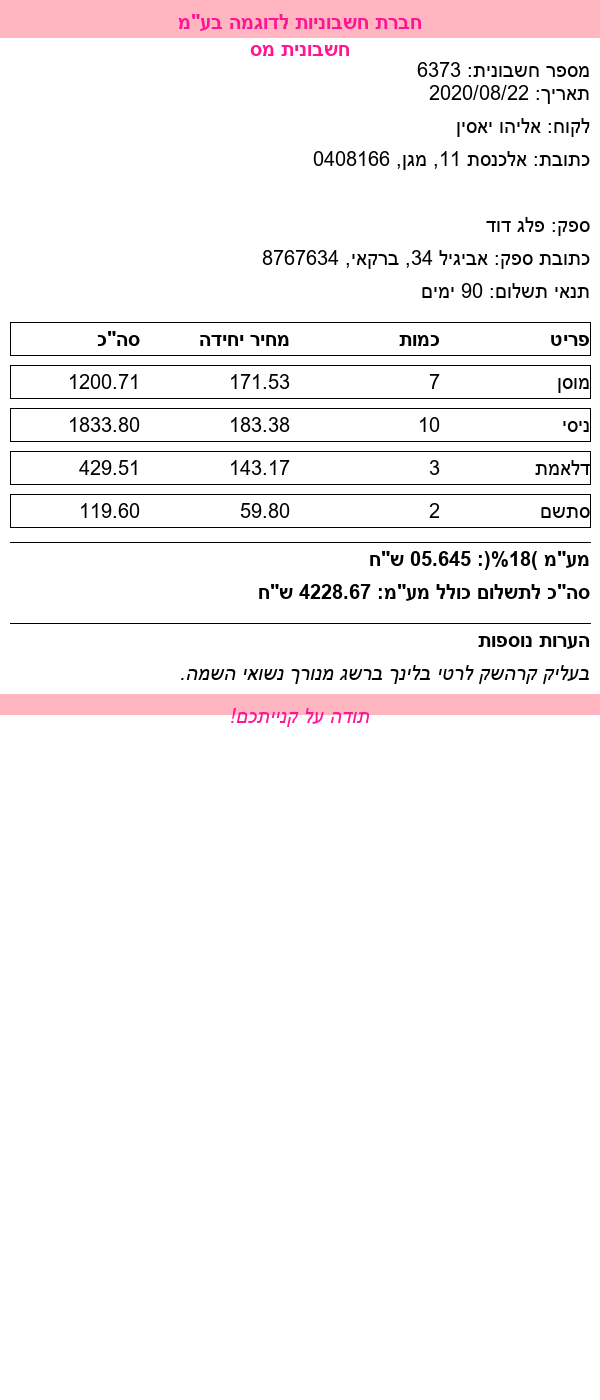 חברת חשבוניות לדוגמה בע"מ
חשבונית מס
מספר חשבונית: 6373
תאריך: 2020/08/22
לקוח: אליהו יאסין
כתובת: אלכנסת 11, מגן, 0408166
ספק: פלג דוד
כתובת ספק: אביגיל 34, ברקאי, 8767634
תנאי תשלום: 90 ימים
פריט כמות מחיר יחידה סה"כ
מוסן 7 171.53 1200.71
ניסי 10 183.38 1833.80
דלאמת 3 143.17 429.51
סתשם 2 59.80 119.60
מע"מ )18%(: 05.645 ש"ח
סה"כ לתשלום כולל מע"מ: 4228.67 ש"ח
הערות נוספות
בעליק קרהשק לרטי בלינך ברשג מנורך נשואי השמה.
תודה על קנייתכם!